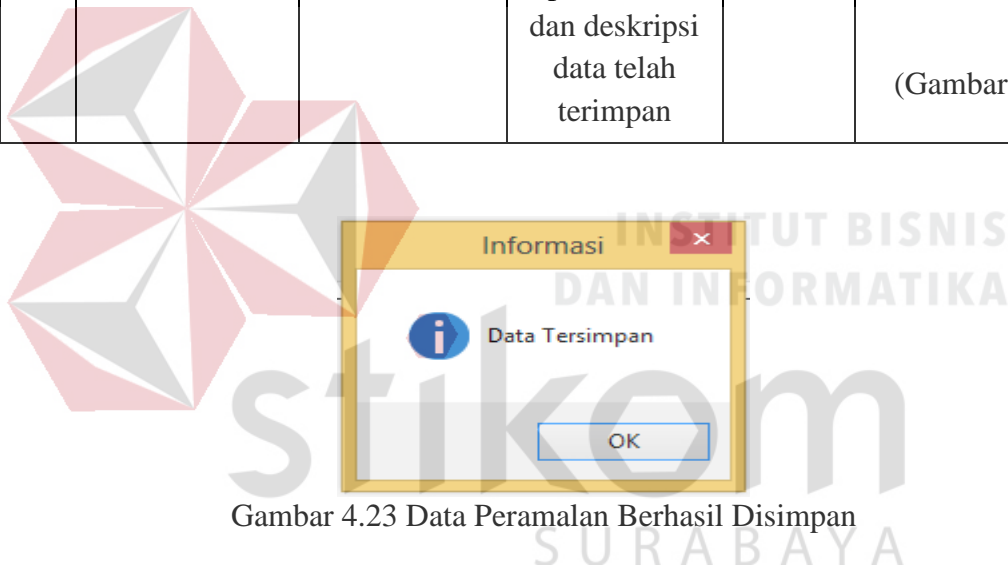 dan deskripsi
data telah
terimpan
(Gambar
Informasi
INSTITUT BISNIS
DAN INFORMATIKA
Data Tersimpan
stikom
OK
Gambar 4.23 Data Peramalan Berhasil Disimpan
SURABAYA